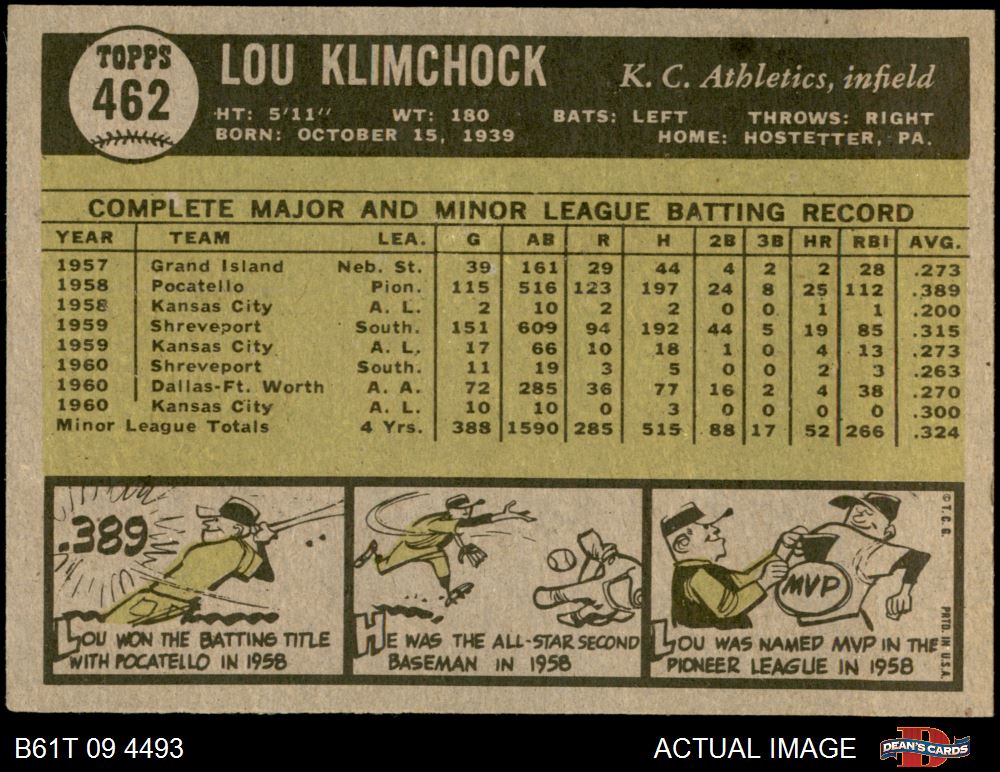 TOPPS
462
LOU KLIMCHOCK
K. C. Athletics, infield
HT: 5'11" WT: 180 BATS: LEFT THROWS: RIGHT
BORN: OCTOBER 15, 1939 HOME: HOSTETTER, PA.
COMPLETE MAJOR AND MINOR LEAGUE BATTING RECORD
YEAR TEAM LEA. G AB R H 2B 3B HR RBI AVG.
1957 Grand Island Neb. St. 39 161 29 44 4 2 2 28 .273
1958 Pocatello Pion. 115 516 123 197 24 8 25 112 .389
1958 Kansas City A. L. 2 10 2 2 0 0 1 1 .200
1959 Shreveport South. 151 609 94 192 44 5 19 85 .315
1959 Kansas City A. L. 17 66 10 18 1 0 4 13 .273
1960 Shreveport South. 11 19 3 5 0 0 2 3 .263
1960 Dallas-Ft. Worth A. A. 72 285 36 77 16 2 4 38 .270
1960 Kansas City A. L. 10 10 0 3 0 0 0 0 .300
Minor League Totals 4 Yrs. 388 1590 285 515 88 17 52 266 .324
.389
LOU WON THE BATTING TITLE
WITH POCATELLO IN 1958
HE WAS THE ALL-STAR SECOND
BASEMAN IN 1958
MVP
LOU WAS NAMED MVP IN THE
PIONEER LEAGUE IN 1958
© T. C. G.
PRTD. IN U.S.A.
B61T 09 4493
ACTUAL IMAGE
D
DEAN'S CARDS